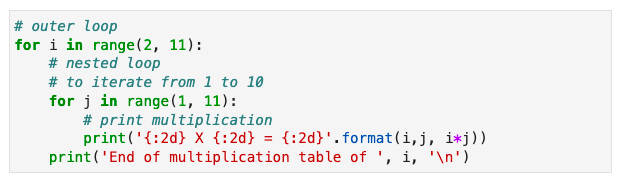 # outer loop
for i in range(2, 11):
    # nested loop
    # to iterate from 1 to 10
    for j in range(1, 11):
        # print multiplication
        print('{:2d} X {:2d} = {:2d}'.format(i,j, i*j))
    print('End of multiplication table of ', i, '\n')